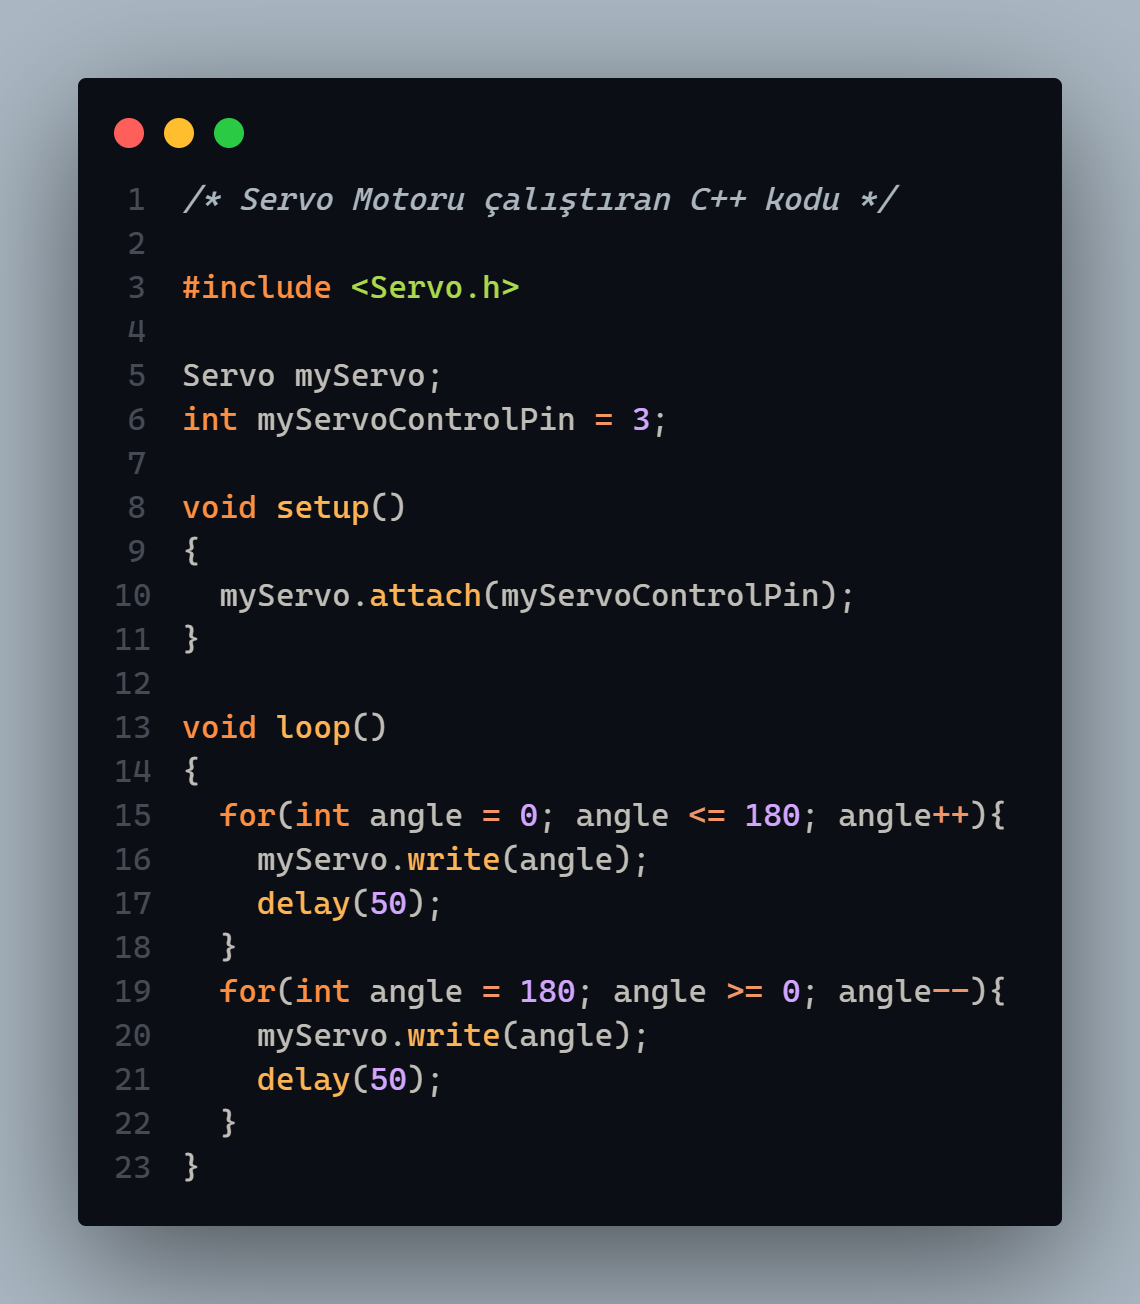 1 /* Servo Motoru çalıştıran C++ kodu */
2
3 #include <Servo.h>
4
5 Servo myServo;
6 int myServoControlPin = 3;
7
8 void setup()
9 {
10   myServo.attach(myServoControlPin);
11 }
12
13 void loop()
14 {
15   for(int angle = 0; angle <= 180; angle++){
16     myServo.write(angle);
17     delay(50);
18   }
19   for(int angle = 180; angle >= 0; angle--){
20     myServo.write(angle);
21     delay(50);
22   }
23 }